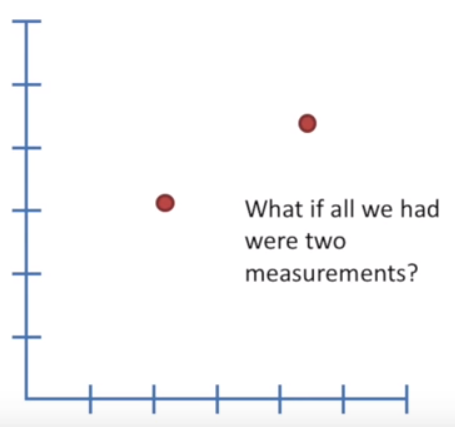 What if all we had
were two
measurements?